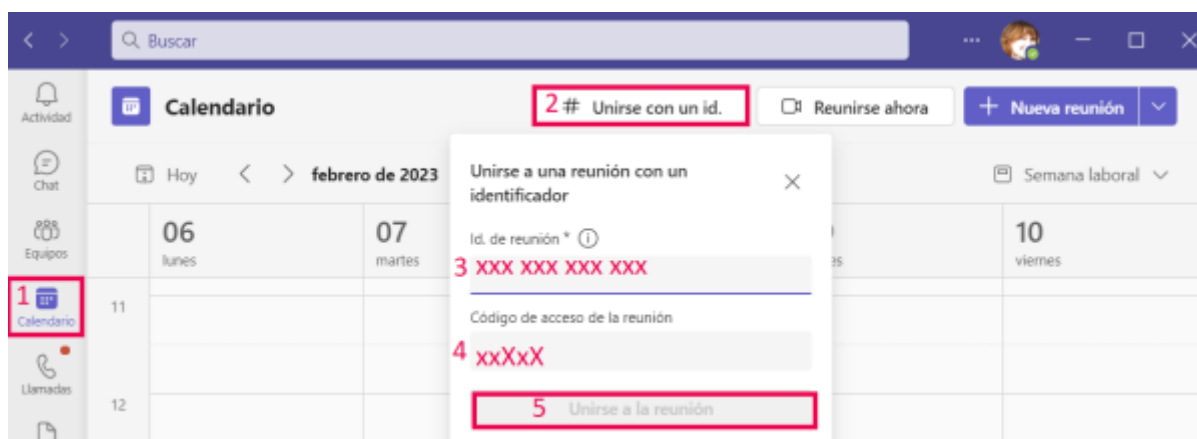 Buscar
Actividad
Calendario
2 # Unirse con un id.
Reunirse ahora
+ Nueva reunión
Chat
Hoy
febrero de 2023
Semana laboral
Unirse a una reunión con un
identificador
Equipos
06
lunes
07
martes
10
viernes
Id. de reunión *
3 xxx xxx xxx xxx
1
Calendario
11
Código de acceso de la reunión
4 xxXxX
Llamadas
12
5 Unirse a la reunión